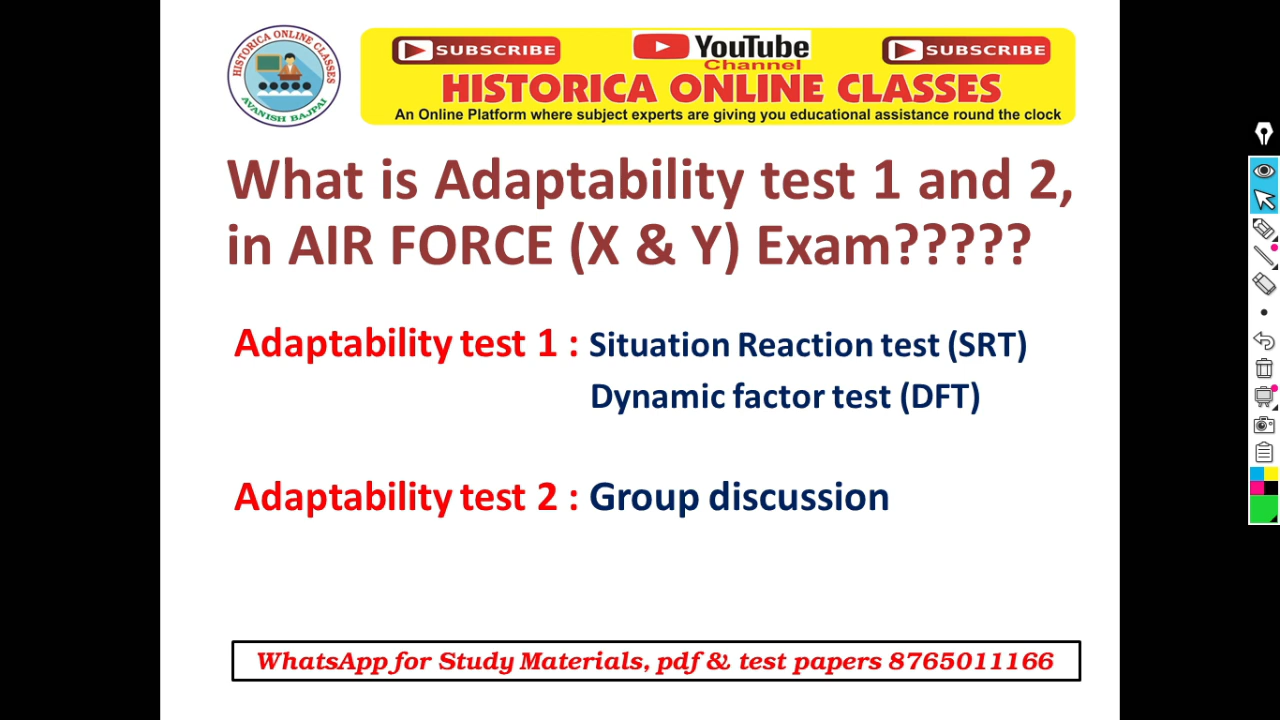 HISTORICA ONLINE CLASSES
AVANISH BAJPAI
SUBSCRIBE
YouTube
Channel
SUBSCRIBE
HISTORICA ONLINE CLASSES
An Online Platform where subject experts are giving you educational assistance round the clock
What is Adaptability test 1 and 2,
in AIR FORCE (X & Y) Exam?????
Adaptability test 1 : Situation Reaction test (SRT)
Dynamic factor test (DFT)
Adaptability test 2 : Group discussion
WhatsApp for Study Materials, pdf & test papers 8765011166